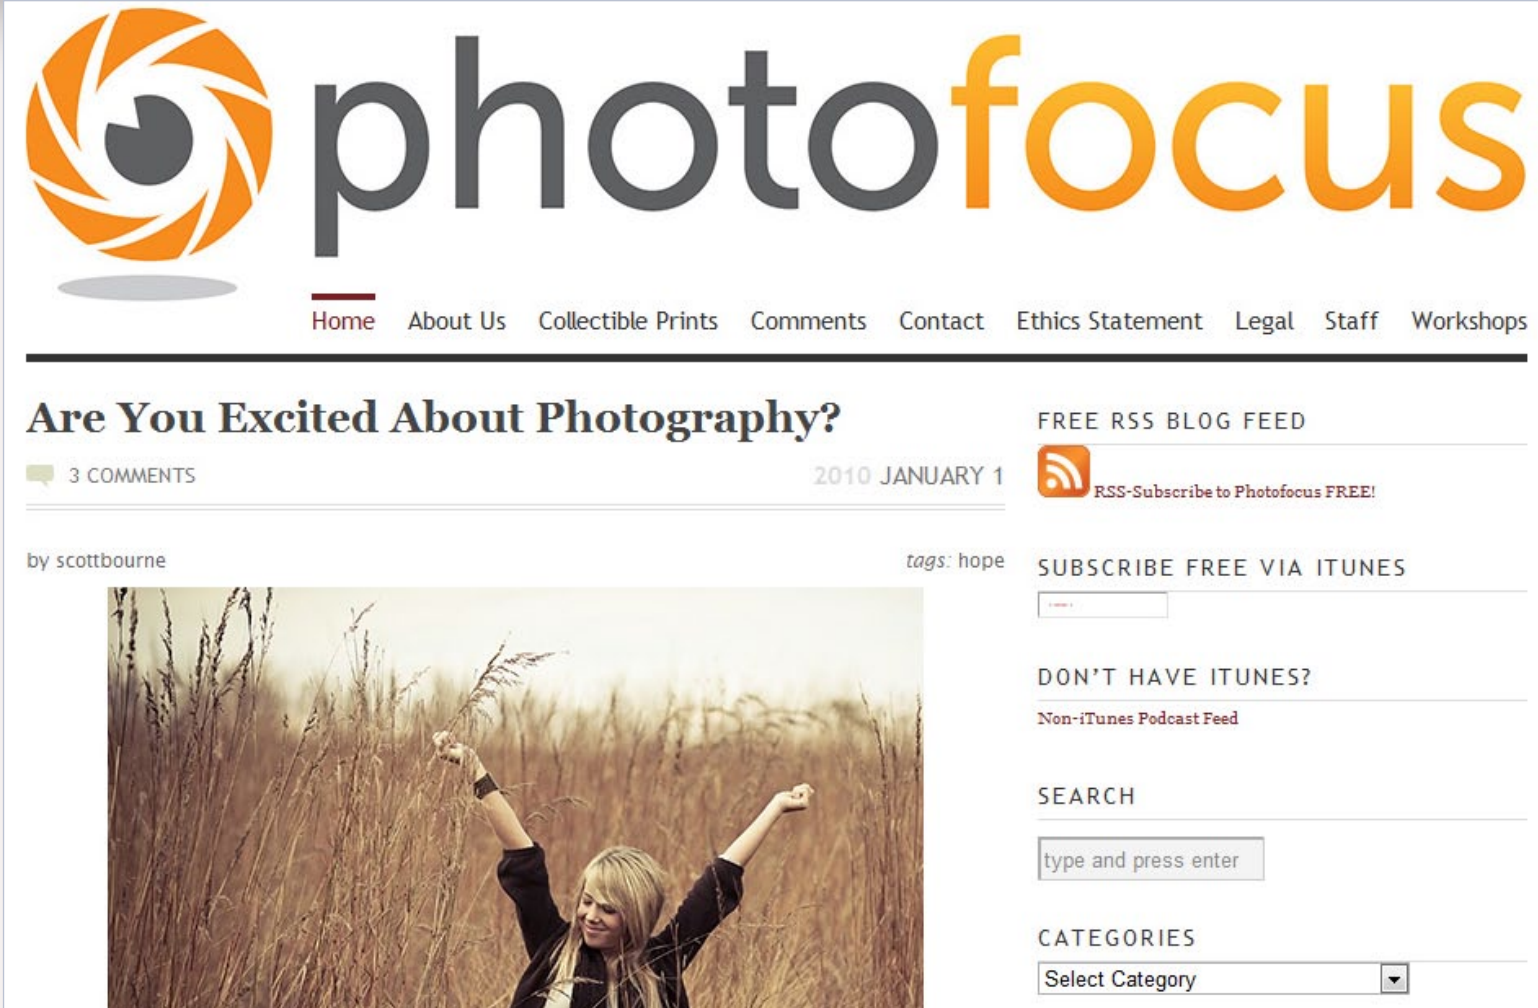 photofocus
Home About Us Collectible Prints Comments Contact Ethics Statement Legal Staff Workshops
Are You Excited About Photography?
3 COMMENTS 2010 JANUARY 1
by scottbourne tags: hope
FREE RSS BLOG FEED
RSS-Subscribe to Photofocus FREE!
SUBSCRIBE FREE VIA ITUNES
DON'T HAVE ITUNES?
Non-iTunes Podcast Feed
SEARCH
type and press enter
CATEGORIES
Select Category